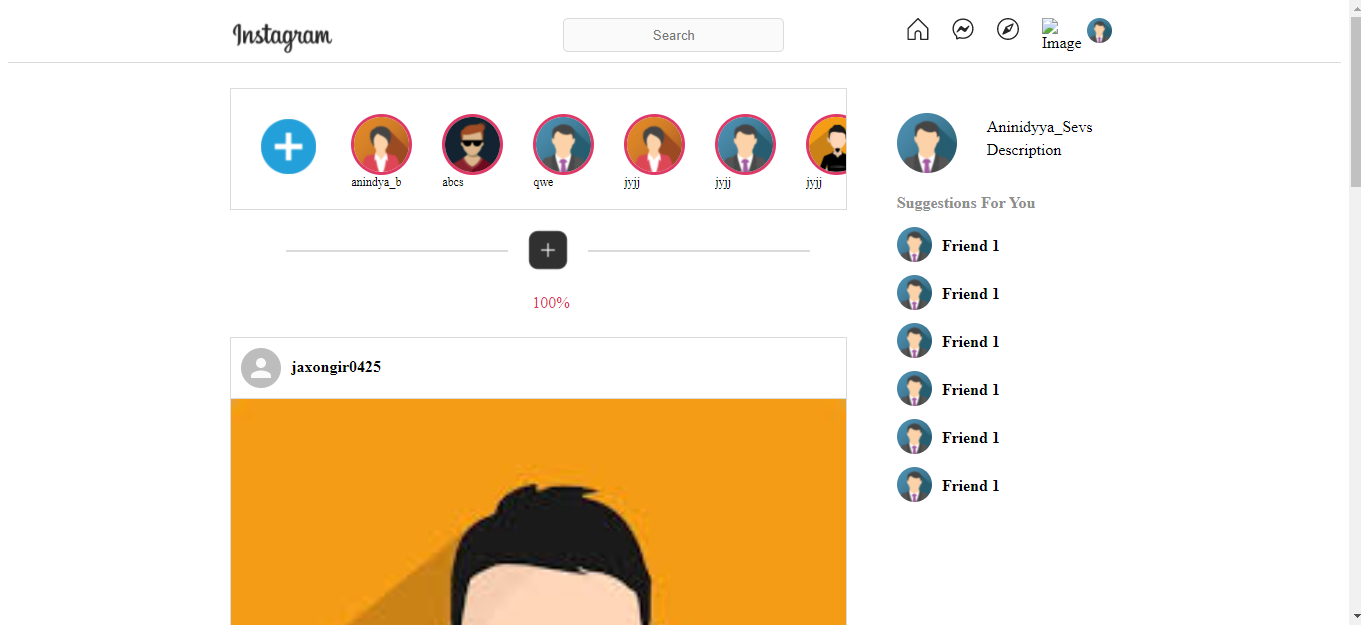 Instagram
Search
Image
anindya_b
abcs
qwe
jyjj
jyjj
jyjj
Aninidyya_Sevs
Description
100%
jaxongir0425
Suggestions For You
Friend 1
Friend 1
Friend 1
Friend 1
Friend 1
Friend 1